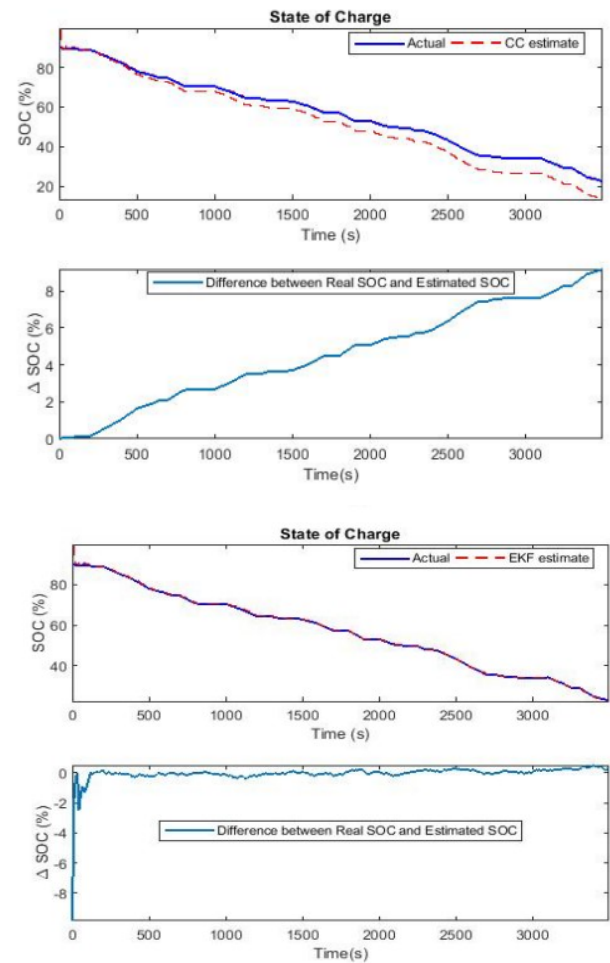 State of Charge
Actual CC estimate
SOC (%)
80
60
40
20
0 500 1000 1500 2000 2500 3000
Time (s)
Difference between Real SOC and Estimated SOC
Δ SOC (%)
8
6
4
2
0
0 500 1000 1500 2000 2500 3000
Time(s)
State of Charge
Actual EKF estimate
SOC (%)
80
60
40
0 500 1000 1500 2000 2500 3000
Time (s)
Δ SOC (%)
0
-2
-4
Difference between Real SOC and Estimated SOC
-6
-8
0 500 1000 1500 2000 2500 3000
Time(s)